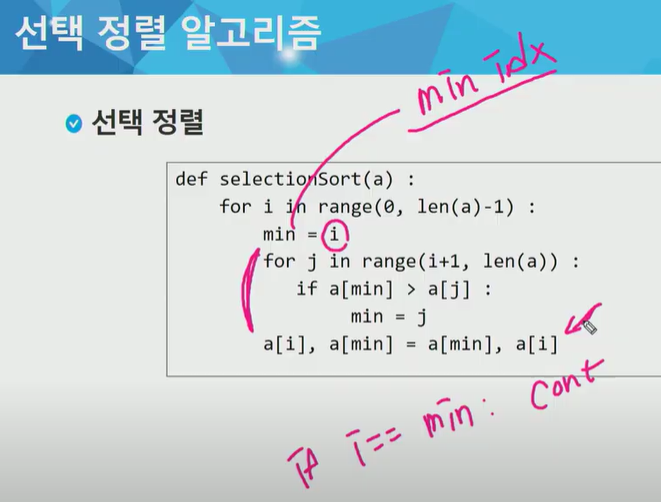 선택 정렬 알고리즘
min idx
선택 정렬
def selectionSort(a) :
for i in range(0, len(a)-1) :
min = i
for j in range(i+1, len(a)) :
if a[min] > a[j] :
min = j
a[i], a[min] = a[min], a[i]
if i == min : cont